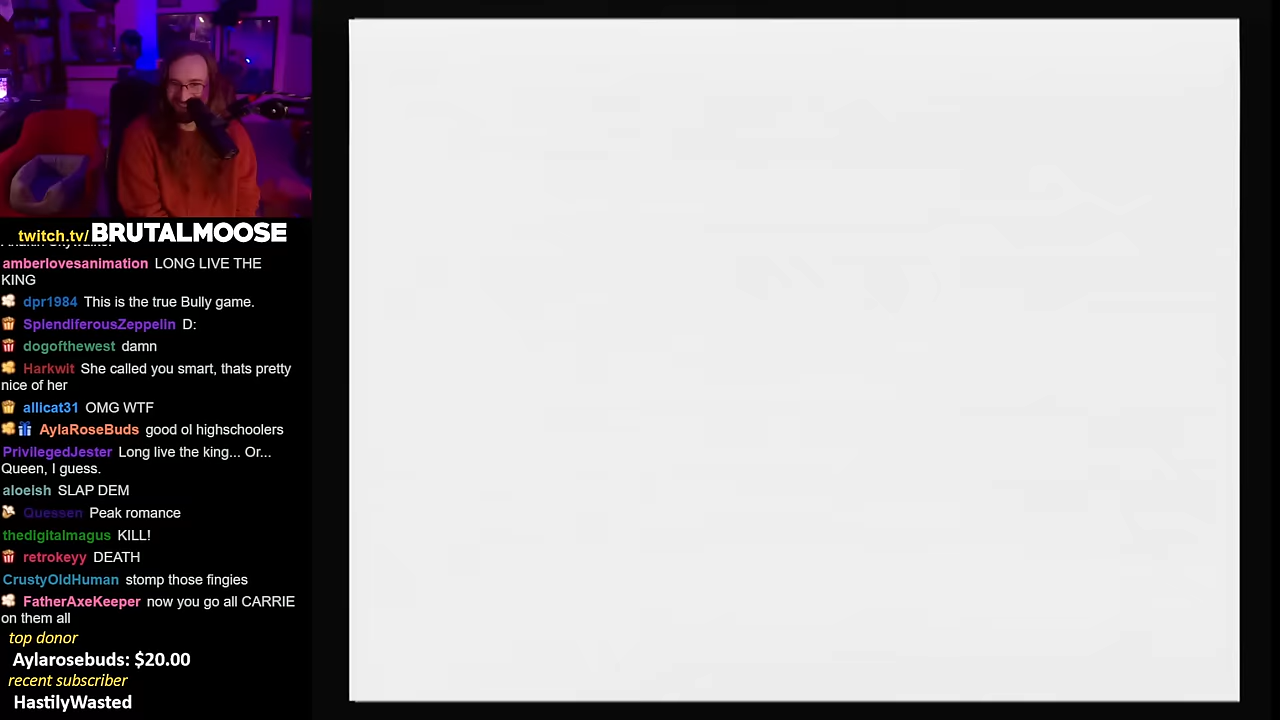 twitch.tv/BRUTALMOOSE
amberlovesanimation LONG LIVE THE
KING
dpr1984 This is the true Bully game.
SplendiferousZeppelin D:
dogofthewest damn
Harkwit She called you smart, thats pretty
nice of her
allicat31 OMG WTF
AylaRoseBuds good ol highschoolers
PrivilegedJester Long live the king... Or...
Queen, I guess.
aloeish SLAP DEM
Quessen Peak romance
thedigitalmagus KILL!
retrokeyy DEATH
CrustyOldHuman stomp those fingies
FatherAxeKeeper now you go all CARRIE
on them all
top donor
Aylarosebuds: $20.00
recent subscriber
HastilyWasted